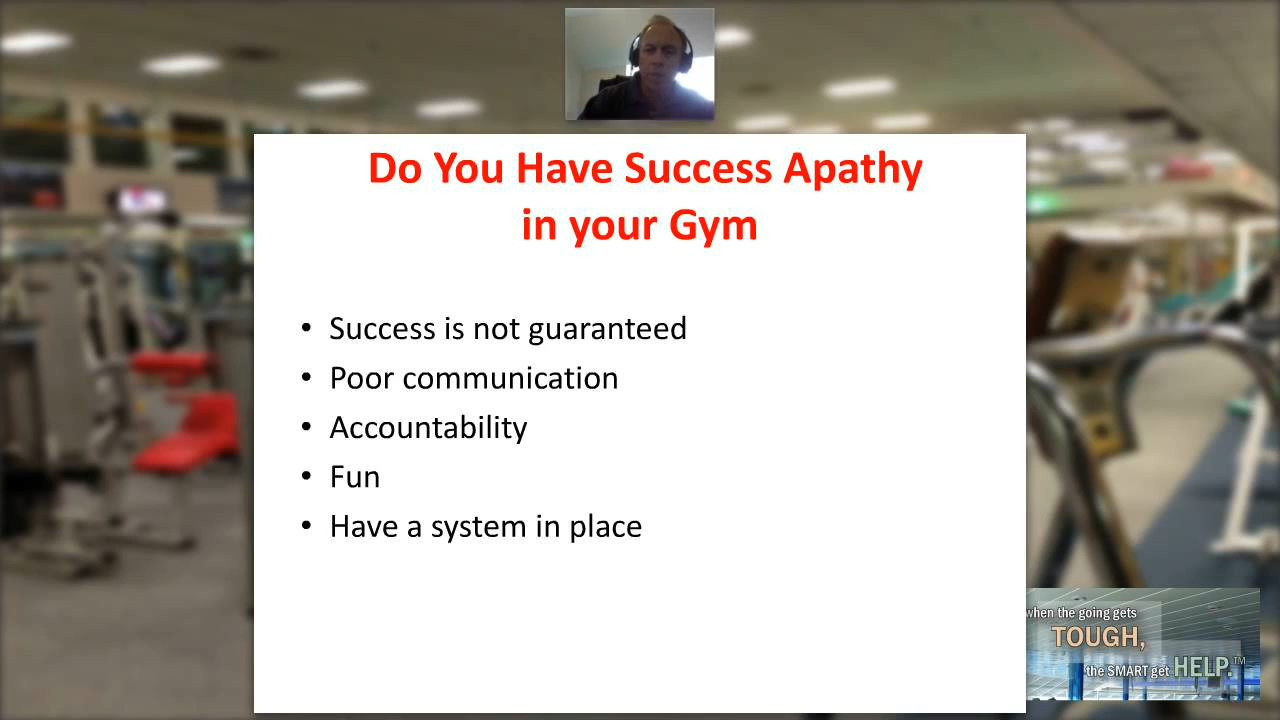 Do You Have Success Apathy
in your Gym
• Success is not guaranteed
• Poor communication
• Accountability
• Fun
• Have a system in place
when the going gets
TOUGH,
the SMART get HELP.™